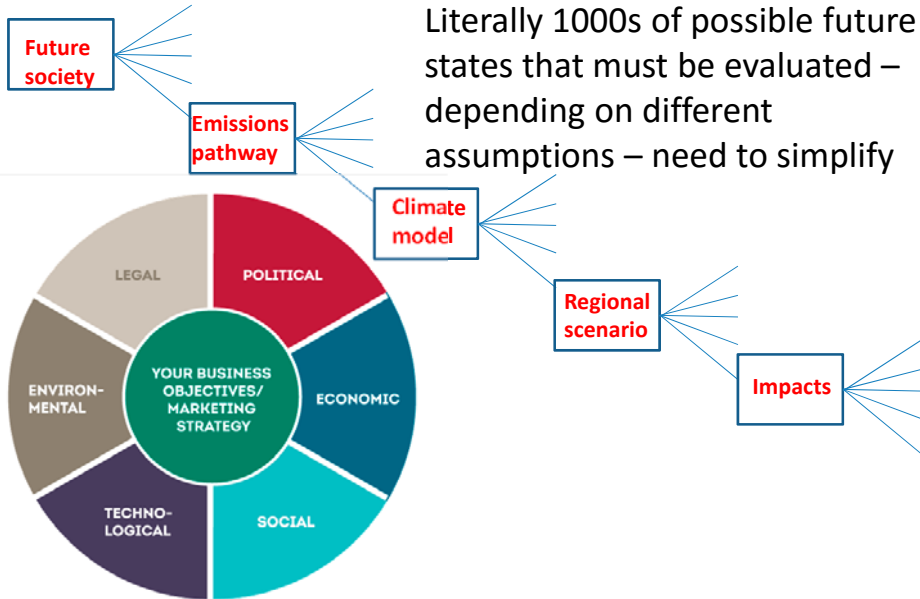 Literally 1000s of possible future
states that must be evaluated –
depending on different
assumptions – need to simplify
Future
society
Emissions
pathway
Climate
model
Regional
scenario
Impacts
LEGAL
POLITICAL
ENVIRON-
MENTAL
YOUR BUSINESS
OBJECTIVES/
MARKETING
STRATEGY
ECONOMIC
TECHNO-
LOGICAL
SOCIAL